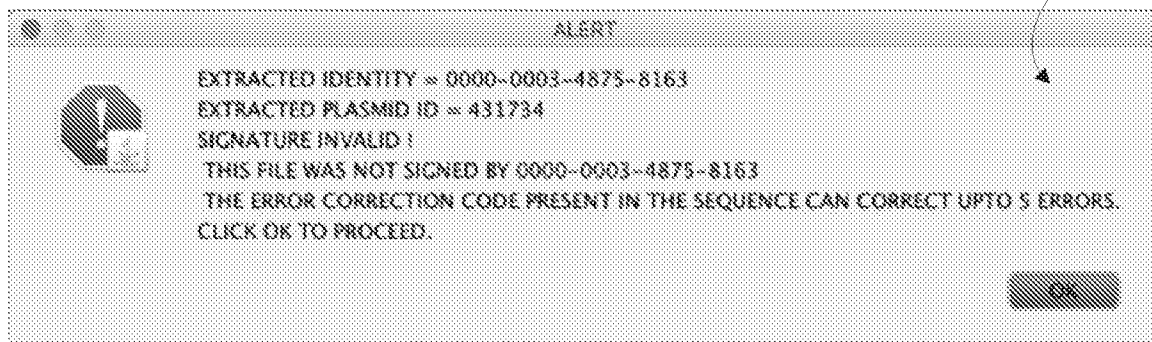 ALERT
EXTRACTED IDENTITY = 0000-0003-4875-8163
EXTRACTED PLASMID ID = 431734
SIGNATURE INVALID !
THIS FILE WAS NOT SIGNED BY 0000-0003-4875-8163
THE ERROR CORRECTION CODE PRESENT IN THE SEQUENCE CAN CORRECT UPTO 5 ERRORS.
CLICK OK TO PROCEED.
OK